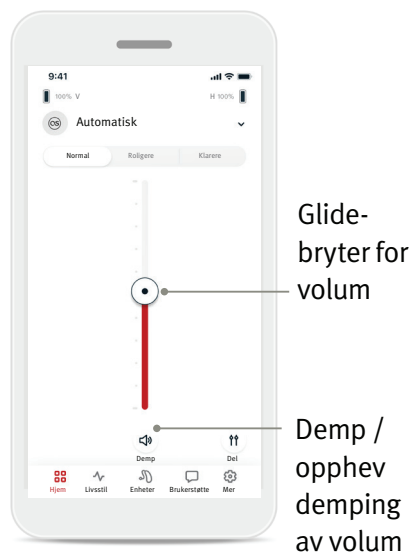 9:41
100% V
H 100%
OS Automatisk
Normal Roligere Klarere
Glide-
bryter for
volum
Demp Del
Demp /
opphev
demping
av volum
Hjem Livsstil Enheter Brukerstøtte Mer